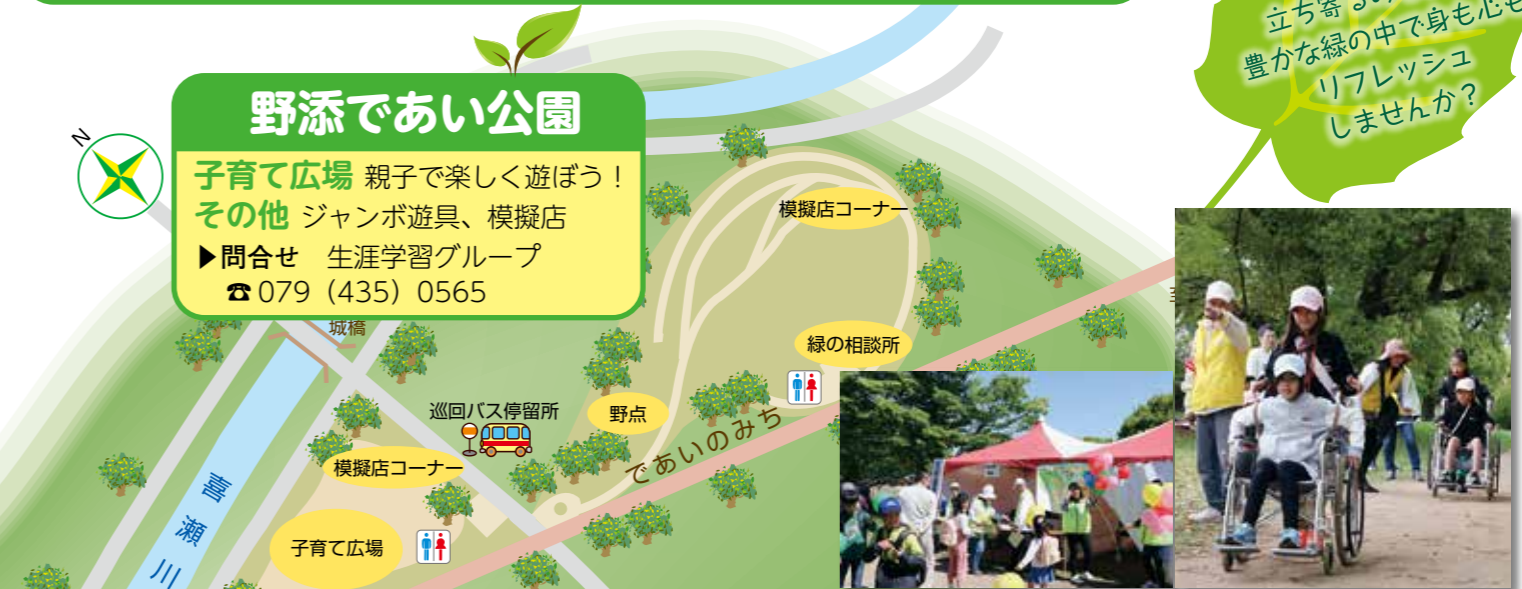 立ち寄る
豊かな緑の中で身も心も
リフレッシュ
しませんか？
野添であい公園
N
子育て広場 親子で楽しく遊ぼう！
その他 ジャンボ遊具、模擬店
▶問合せ 生涯学習グループ
☎079（435）0565
模擬店コーナー
城橋
緑の相談所
巡回バス停留所
野点
であいのみち
模擬店コーナー
喜瀬川
子育て広場